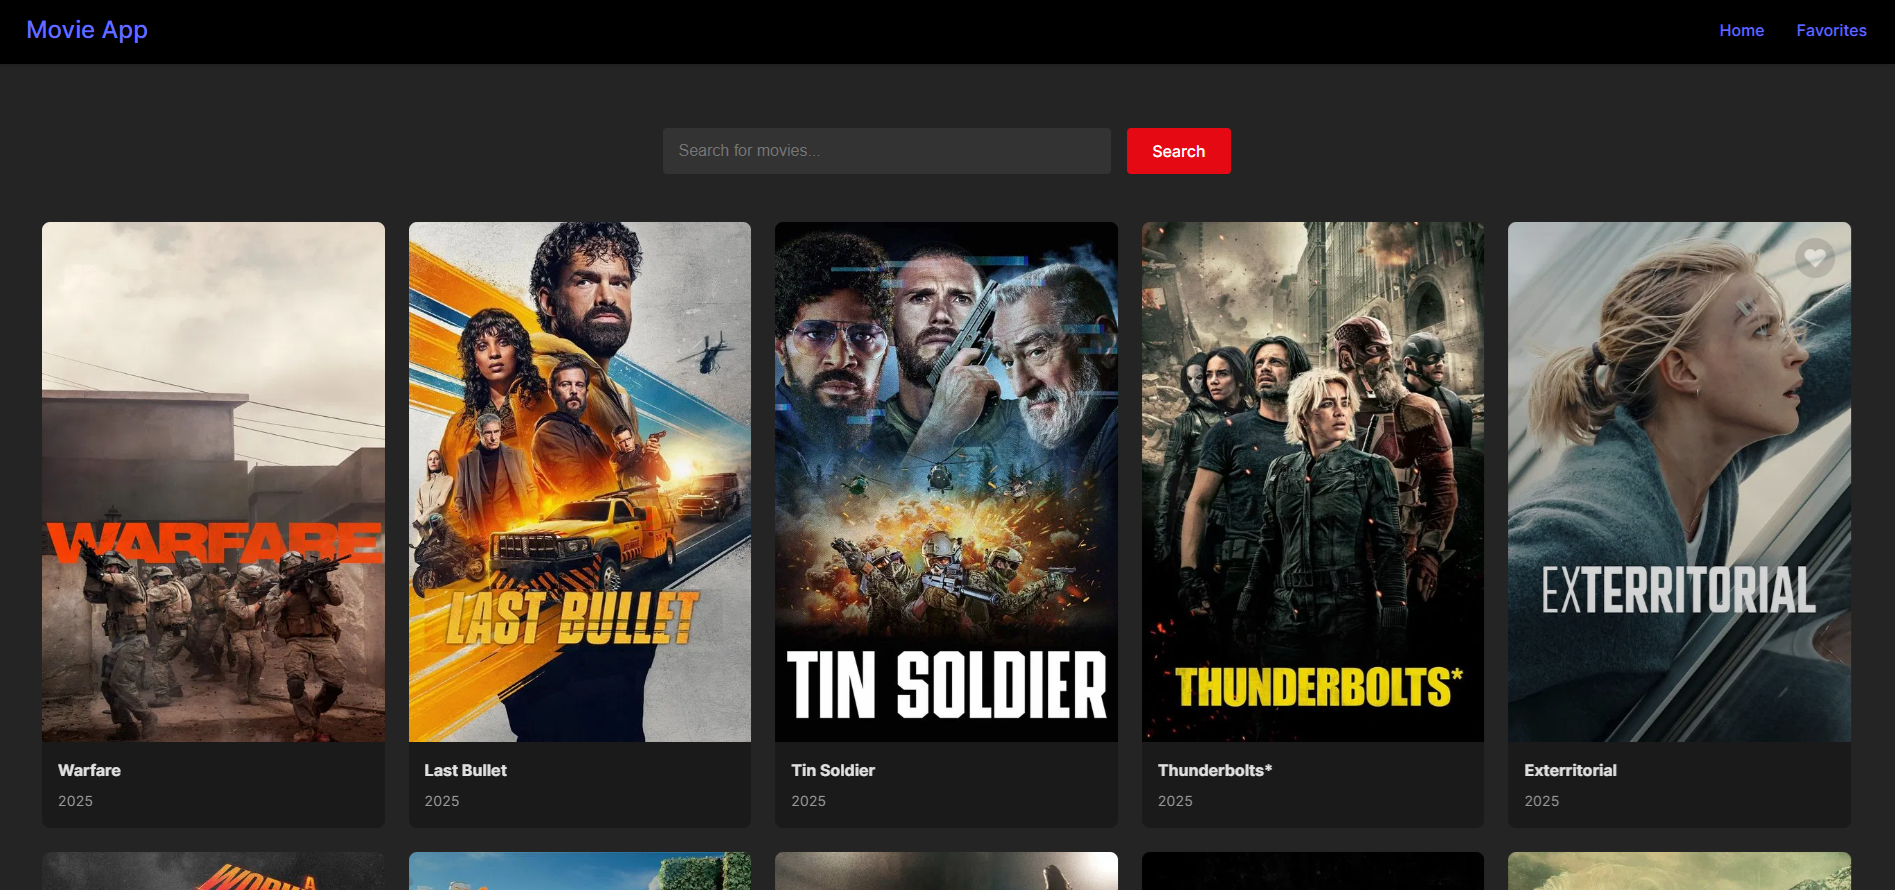 Movie App
Home Favorites
Search for movies...
Search
WARFARE
LAST BULLET
TIN SOLDIER
THUNDERBOLTS*
EXTERRITORIAL
Warfare
2025
Last Bullet
2025
Tin Soldier
2025
Thunderbolts*
2025
Exterritorial
2025
A